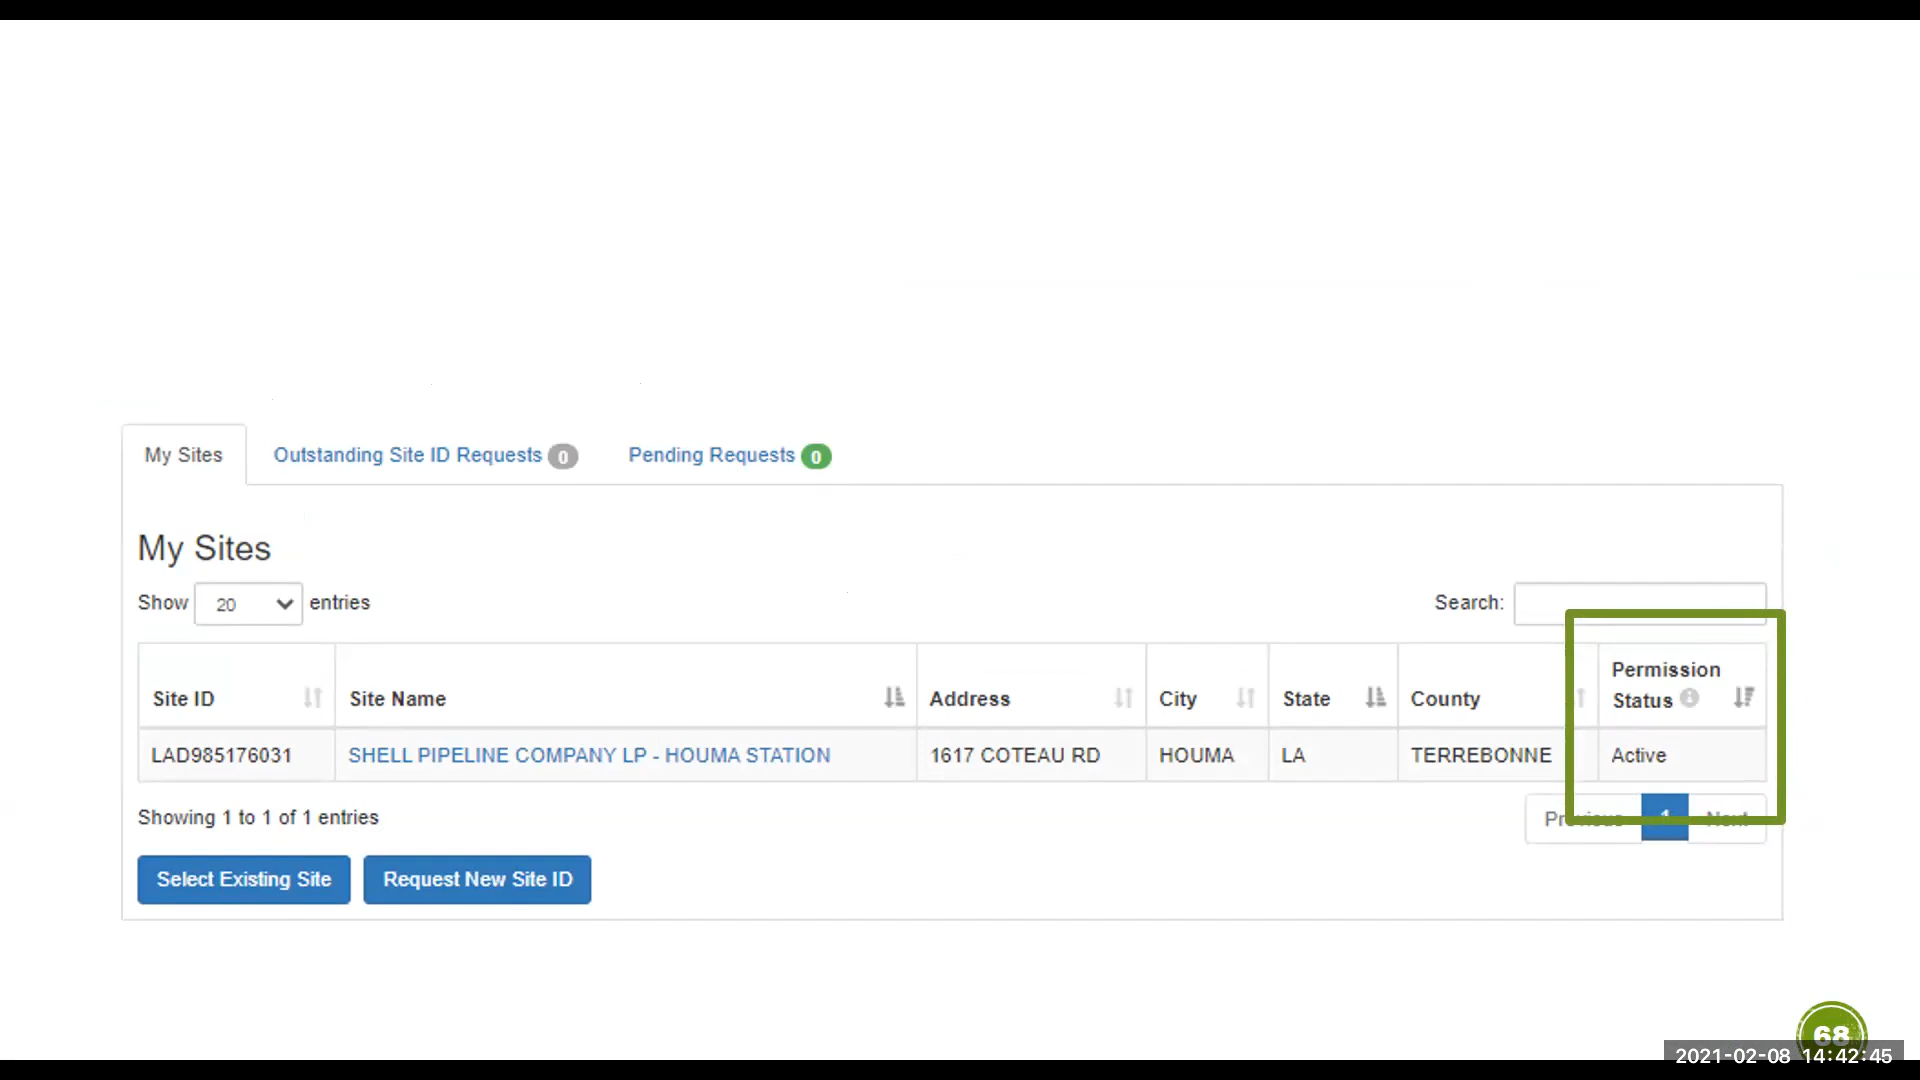 My Sites Outstanding Site ID Requests 0 Pending Requests 0
My Sites
Show 20 entries Search:
Site ID Site Name Address City State County Permission Status
LAD985176031 SHELL PIPELINE COMPANY LP - HOUMA STATION 1617 COTEAU RD HOUMA LA TERREBONNE Active
Showing 1 to 1 of 1 entries Previous 1 Next
Select Existing Site Request New Site ID
68
2021-02-08 14:42:45